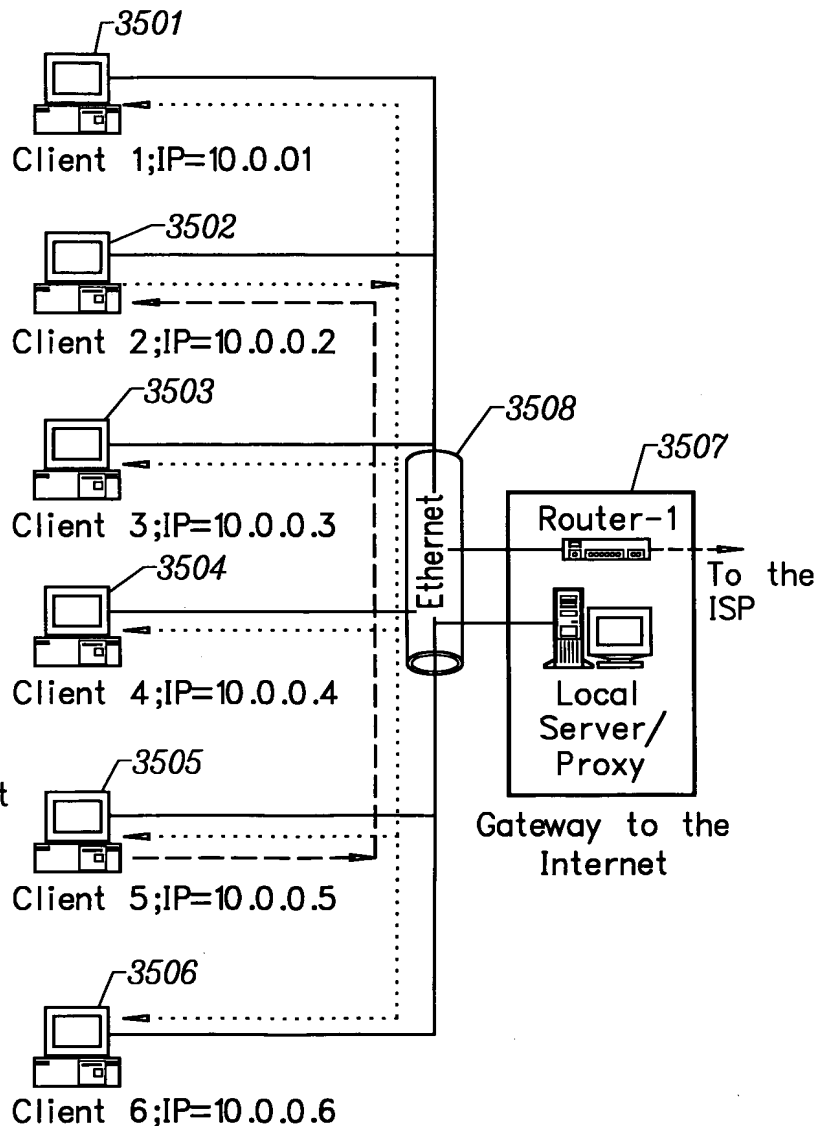 3501
Client 1;IP=10.0.01
3502
Client 2;IP=10.0.0.2
3503
Client 3;IP=10.0.0.3
3504
Client 4;IP=10.0.0.4
3505
t
Client 5;IP=10.0.0.5
3506
Client 6;IP=10.0.0.6
3508
Ethernet
3507
Router-1
To the
ISP
Local
Server/
Proxy
Gateway to the
Internet